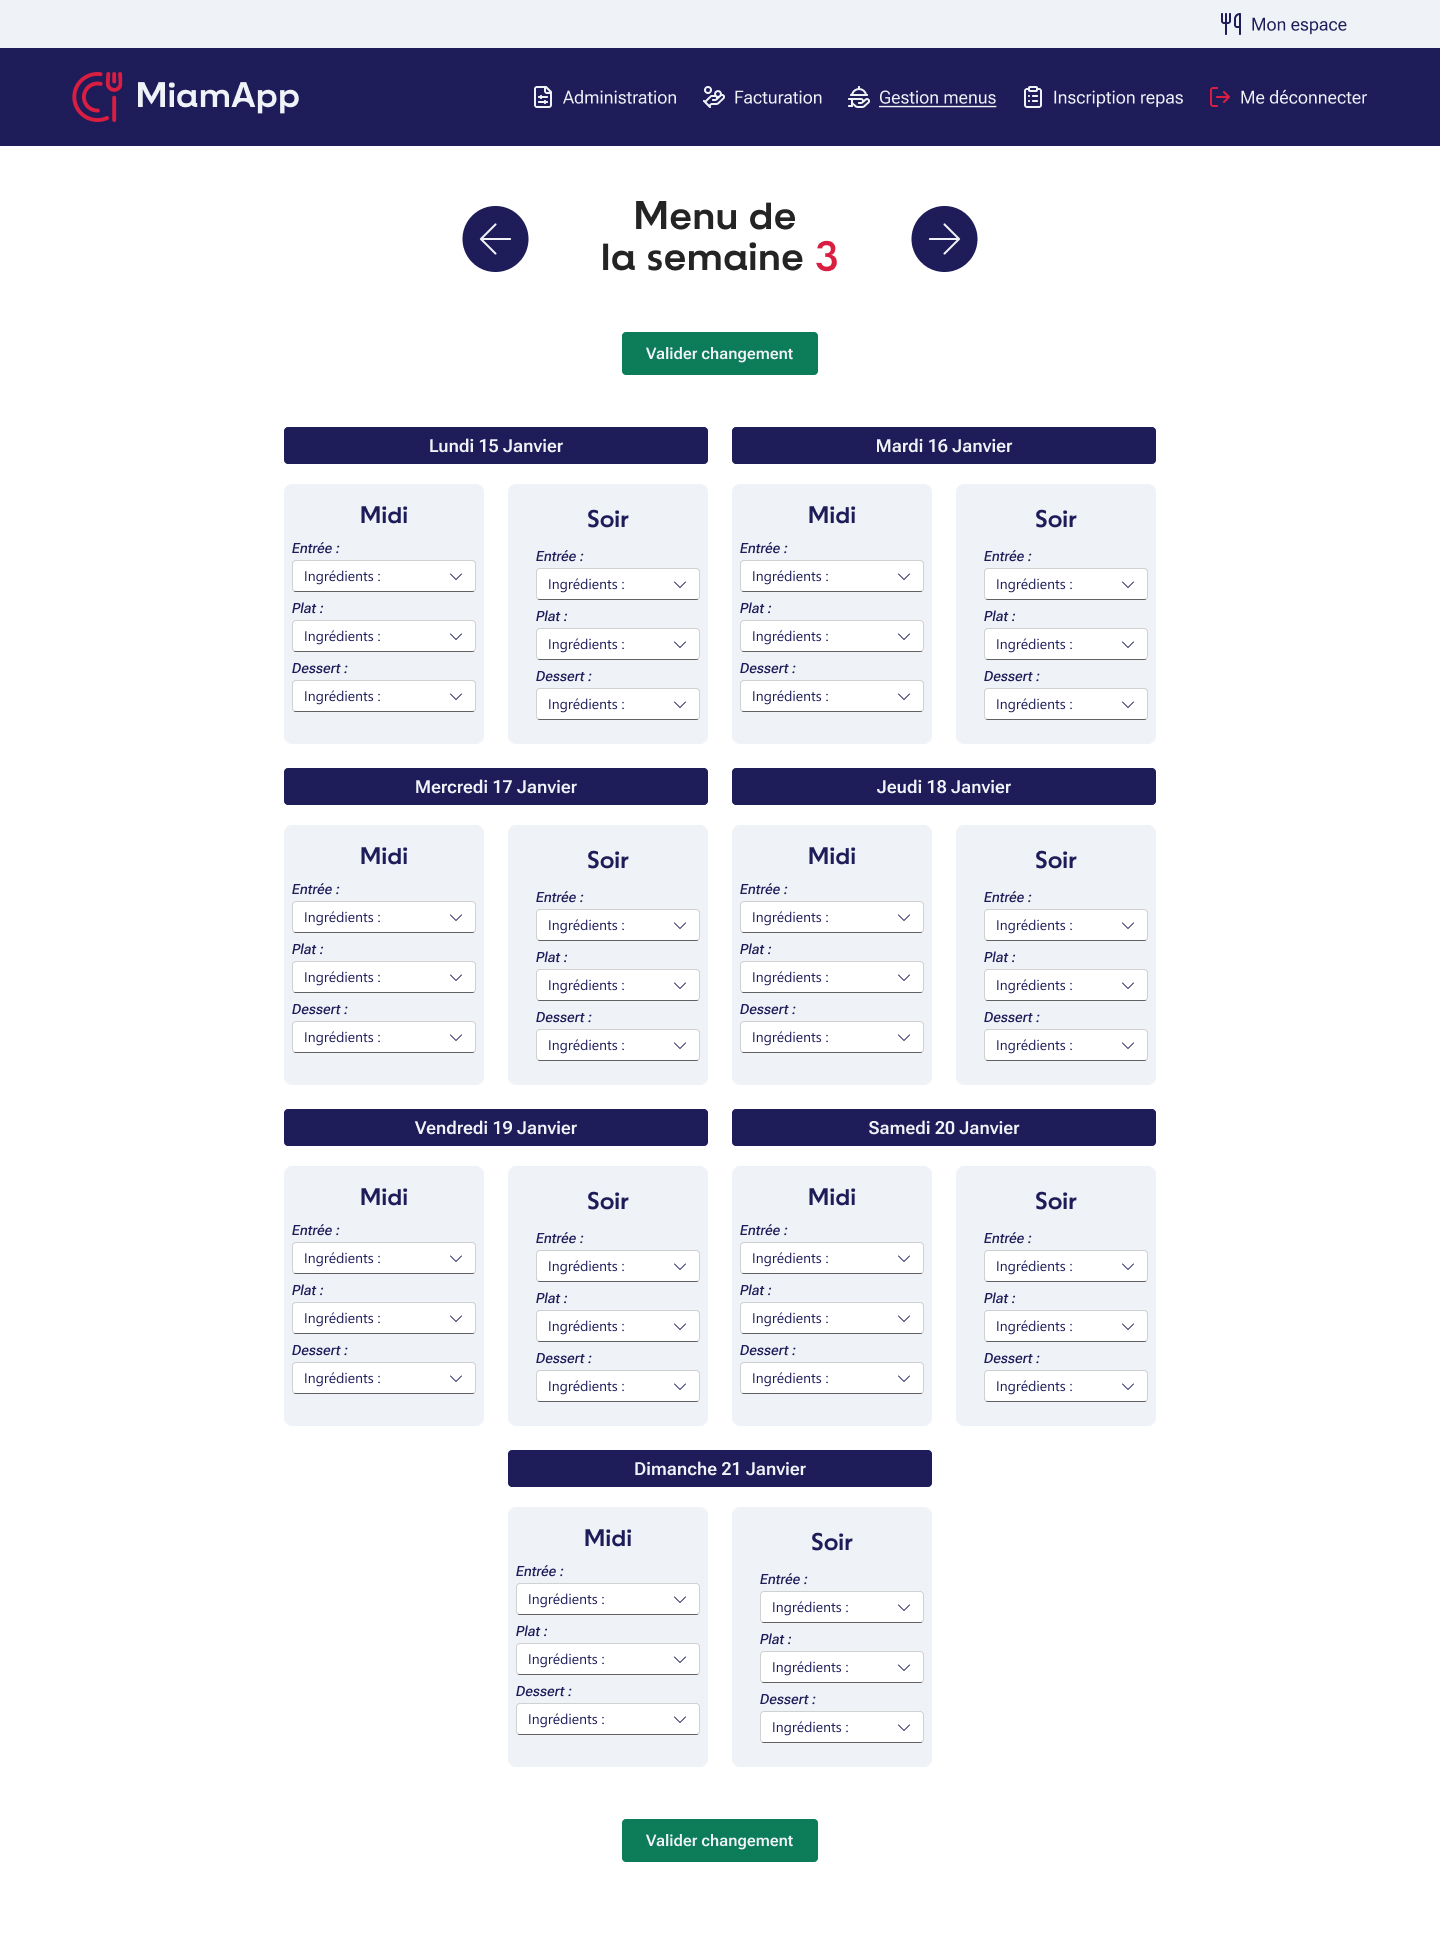 Mon espace
MiamApp
Administration
Facturation
Gestion menus
Inscription repas
Me déconnecter
Menu de
la semaine 3
Valider changement
Lundi 15 Janvier
Midi
Entrée :
Ingrédients :
Plat :
Ingrédients :
Dessert :
Ingrédients :
Soir
Entrée :
Ingrédients :
Plat :
Ingrédients :
Dessert :
Ingrédients :
Mardi 16 Janvier
Midi
Entrée :
Ingrédients :
Plat :
Ingrédients :
Dessert :
Ingrédients :
Soir
Entrée :
Ingrédients :
Plat :
Ingrédients :
Dessert :
Ingrédients :
Mercredi 17 Janvier
Midi
Entrée :
Ingrédients :
Plat :
Ingrédients :
Dessert :
Ingrédients :
Soir
Entrée :
Ingrédients :
Plat :
Ingrédients :
Dessert :
Ingrédients :
Jeudi 18 Janvier
Midi
Entrée :
Ingrédients :
Plat :
Ingrédients :
Dessert :
Ingrédients :
Soir
Entrée :
Ingrédients :
Plat :
Ingrédients :
Dessert :
Ingrédients :
Vendredi 19 Janvier
Midi
Entrée :
Ingrédients :
Plat :
Ingrédients :
Dessert :
Ingrédients :
Soir
Entrée :
Ingrédients :
Plat :
Ingrédients :
Dessert :
Ingrédients :
Samedi 20 Janvier
Midi
Entrée :
Ingrédients :
Plat :
Ingrédients :
Dessert :
Ingrédients :
Soir
Entrée :
Ingrédients :
Plat :
Ingrédients :
Dessert :
Ingrédients :
Dimanche 21 Janvier
Midi
Entrée :
Ingrédients :
Plat :
Ingrédients :
Dessert :
Ingrédients :
Soir
Entrée :
Ingrédients :
Plat :
Ingrédients :
Dessert :
Ingrédients :
Valider changement